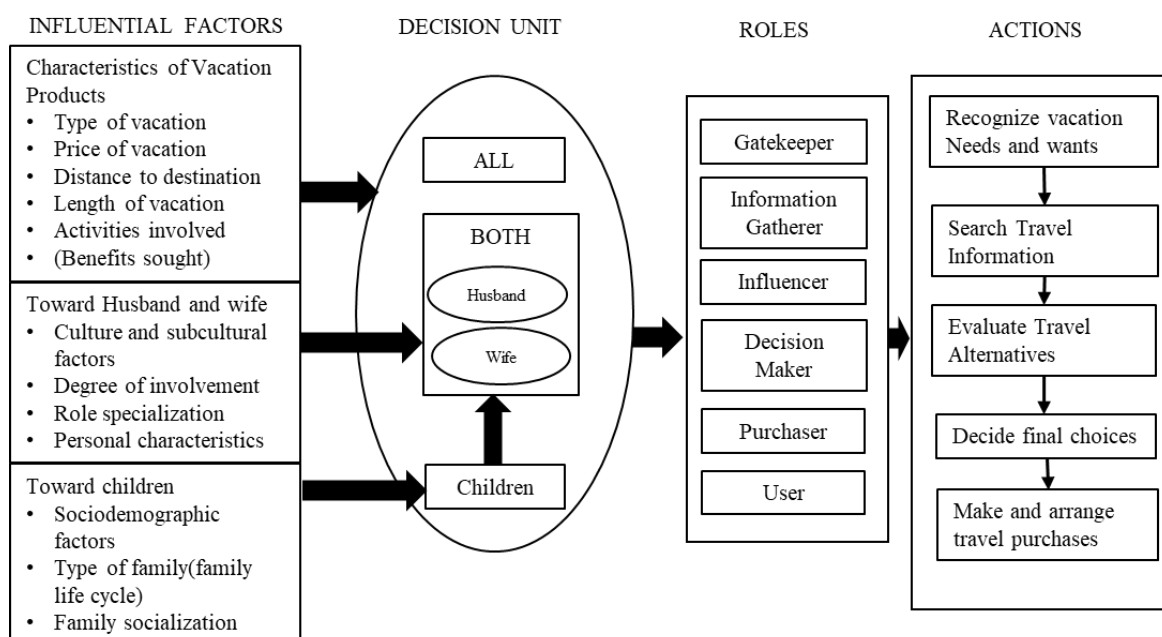 INFLUENTIAL FACTORS
Characteristics of Vacation
Products
• Type of vacation
• Price of vacation
• Distance to destination
• Length of vacation
• Activities involved
• (Benefits sought)
Toward Husband and wife
• Culture and subcultural
factors
• Degree of involvement
• Role specialization
• Personal characteristics
Toward children
• Sociodemographic
factors
• Type of family(family
life cycle)
• Family socialization
DECISION UNIT
ALL
BOTH
Husband
Wife
Children
ROLES
Gatekeeper
Information
Gatherer
Influencer
Decision
Maker
Purchaser
User
ACTIONS
Recognize vacation
Needs and wants
Search Travel
Information
Evaluate Travel
Alternatives
Decide final choices
Make and arrange
travel purchases